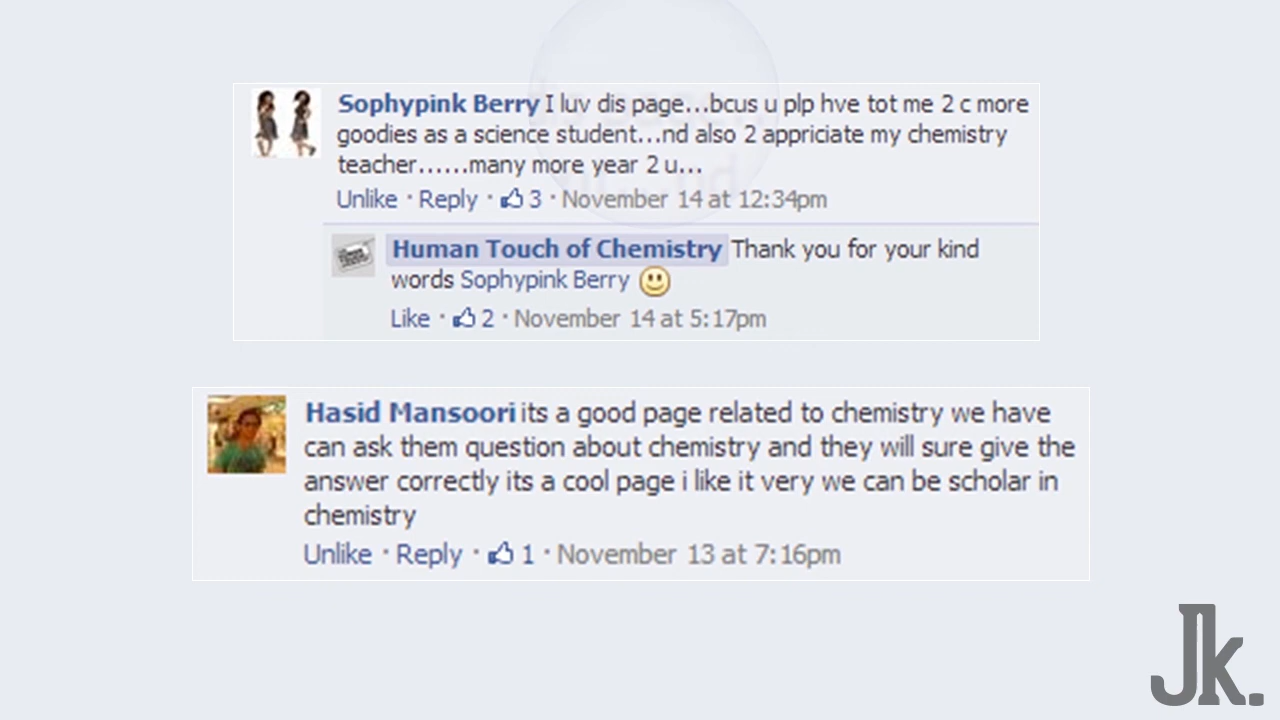 Sophypink Berry I luv dis page...bcus u plp hve tot me 2 c more
goodies as a science student...nd also 2 appriciate my chemistry
teacher......many more year 2 u...
Unlike · Reply · 3 · November 14 at 12:34pm
Human Touch of Chemistry Thank you for your kind
words Sophypink Berry
Like · 2 · November 14 at 5:17pm
Hasid Mansoori its a good page related to chemistry we have
can ask them question about chemistry and they will sure give the
answer correctly its a cool page i like it very we can be scholar in
chemistry
Unlike · Reply · 1 · November 13 at 7:16pm
Jk.